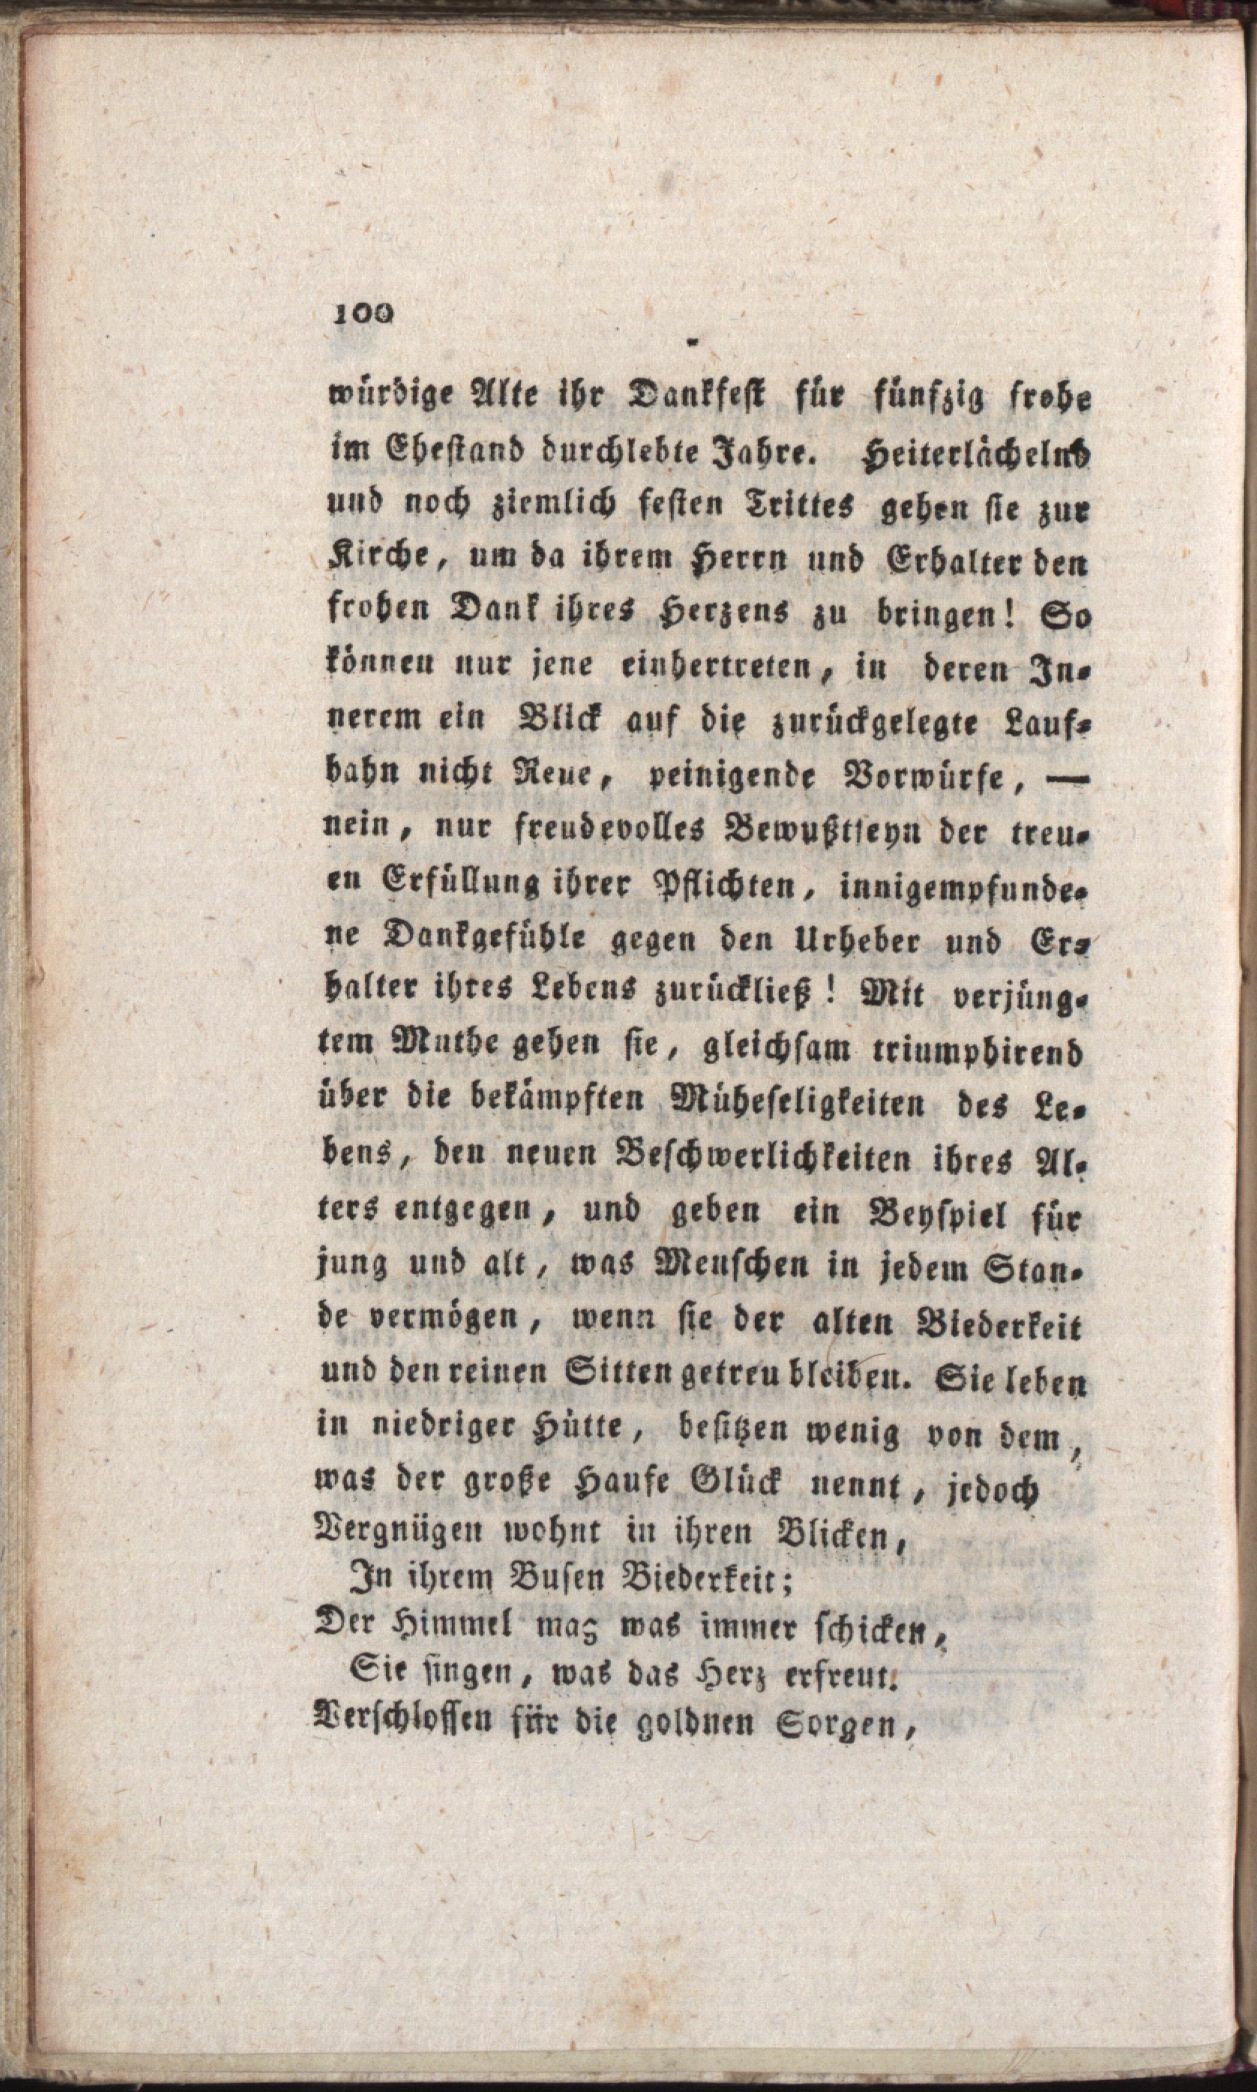 100
würdige Alte ihr Dankfest für fünfzig frohe
im Ehestand durchlebte Jahre. Heiterlächelnd
und noch ziemlich festen Trittes gehen sie zur
Kirche, um da ihrem Herrn und Erhalter den
frohen Dank ihres Herzens zu bringen! So
können nur jene einhertreten, in deren In-
nerem ein Blick auf die zurückgelegte Lauf-
bahn nicht Reue, peinigende Vorwürfe, —
nein, nur freudevolles Bewußtseyn der treu-
en Erfüllung ihrer Pflichten, innigempfunde-
ne Dankgefühle gegen den Urheber und Er-
halter ihres Lebens zurückließ! Mit verjüng-
tem Muthe gehen sie, gleichsam triumphirend
über die bekämpften Müheseligkeiten des Le-
bens, den neuen Beschwerlichkeiten ihres Al-
ters entgegen, und geben ein Beyspiel für
jung und alt, was Menschen in jedem Stan-
de vermögen, wenn sie der alten Biederkeit
und den reinen Sitten getreu bleiben. Sie leben
in niedriger Hütte, besitzen wenig von dem,
was der große Haufe Glück nennt, jedoch
Vergnügen wohnt in ihren Blicken,
In ihrem Busen Biederkeit;
Der Himmel mag was immer schicken,
Sie singen, was das Herz erfreut.
Verschlossen für die goldnen Sorgen,